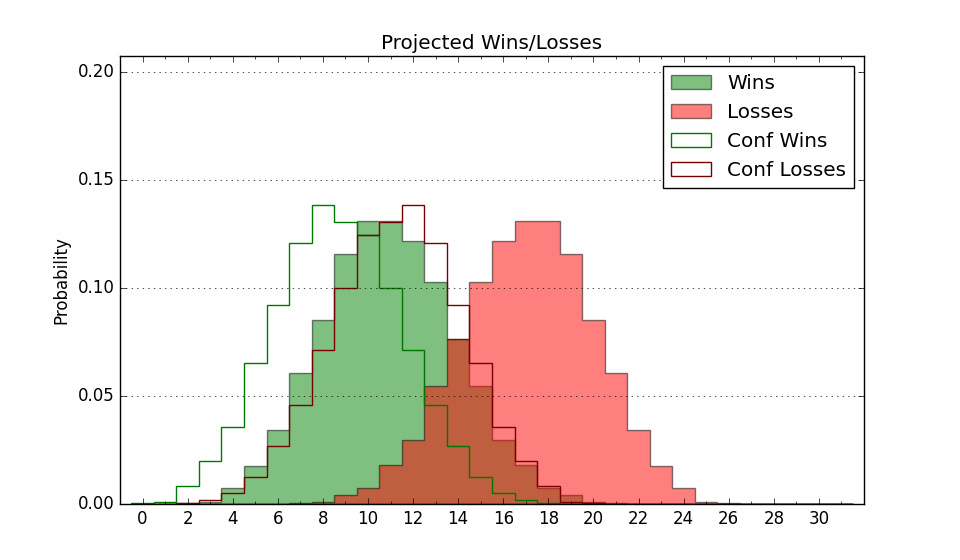 Projected Wins/Losses
0.20
0.15
0.10
0.05
0.00
Probability
Wins
Losses
Conf Wins
Conf Losses
0 2 4 6 8 10 12 14 16 18 20 22 24 26 28 30